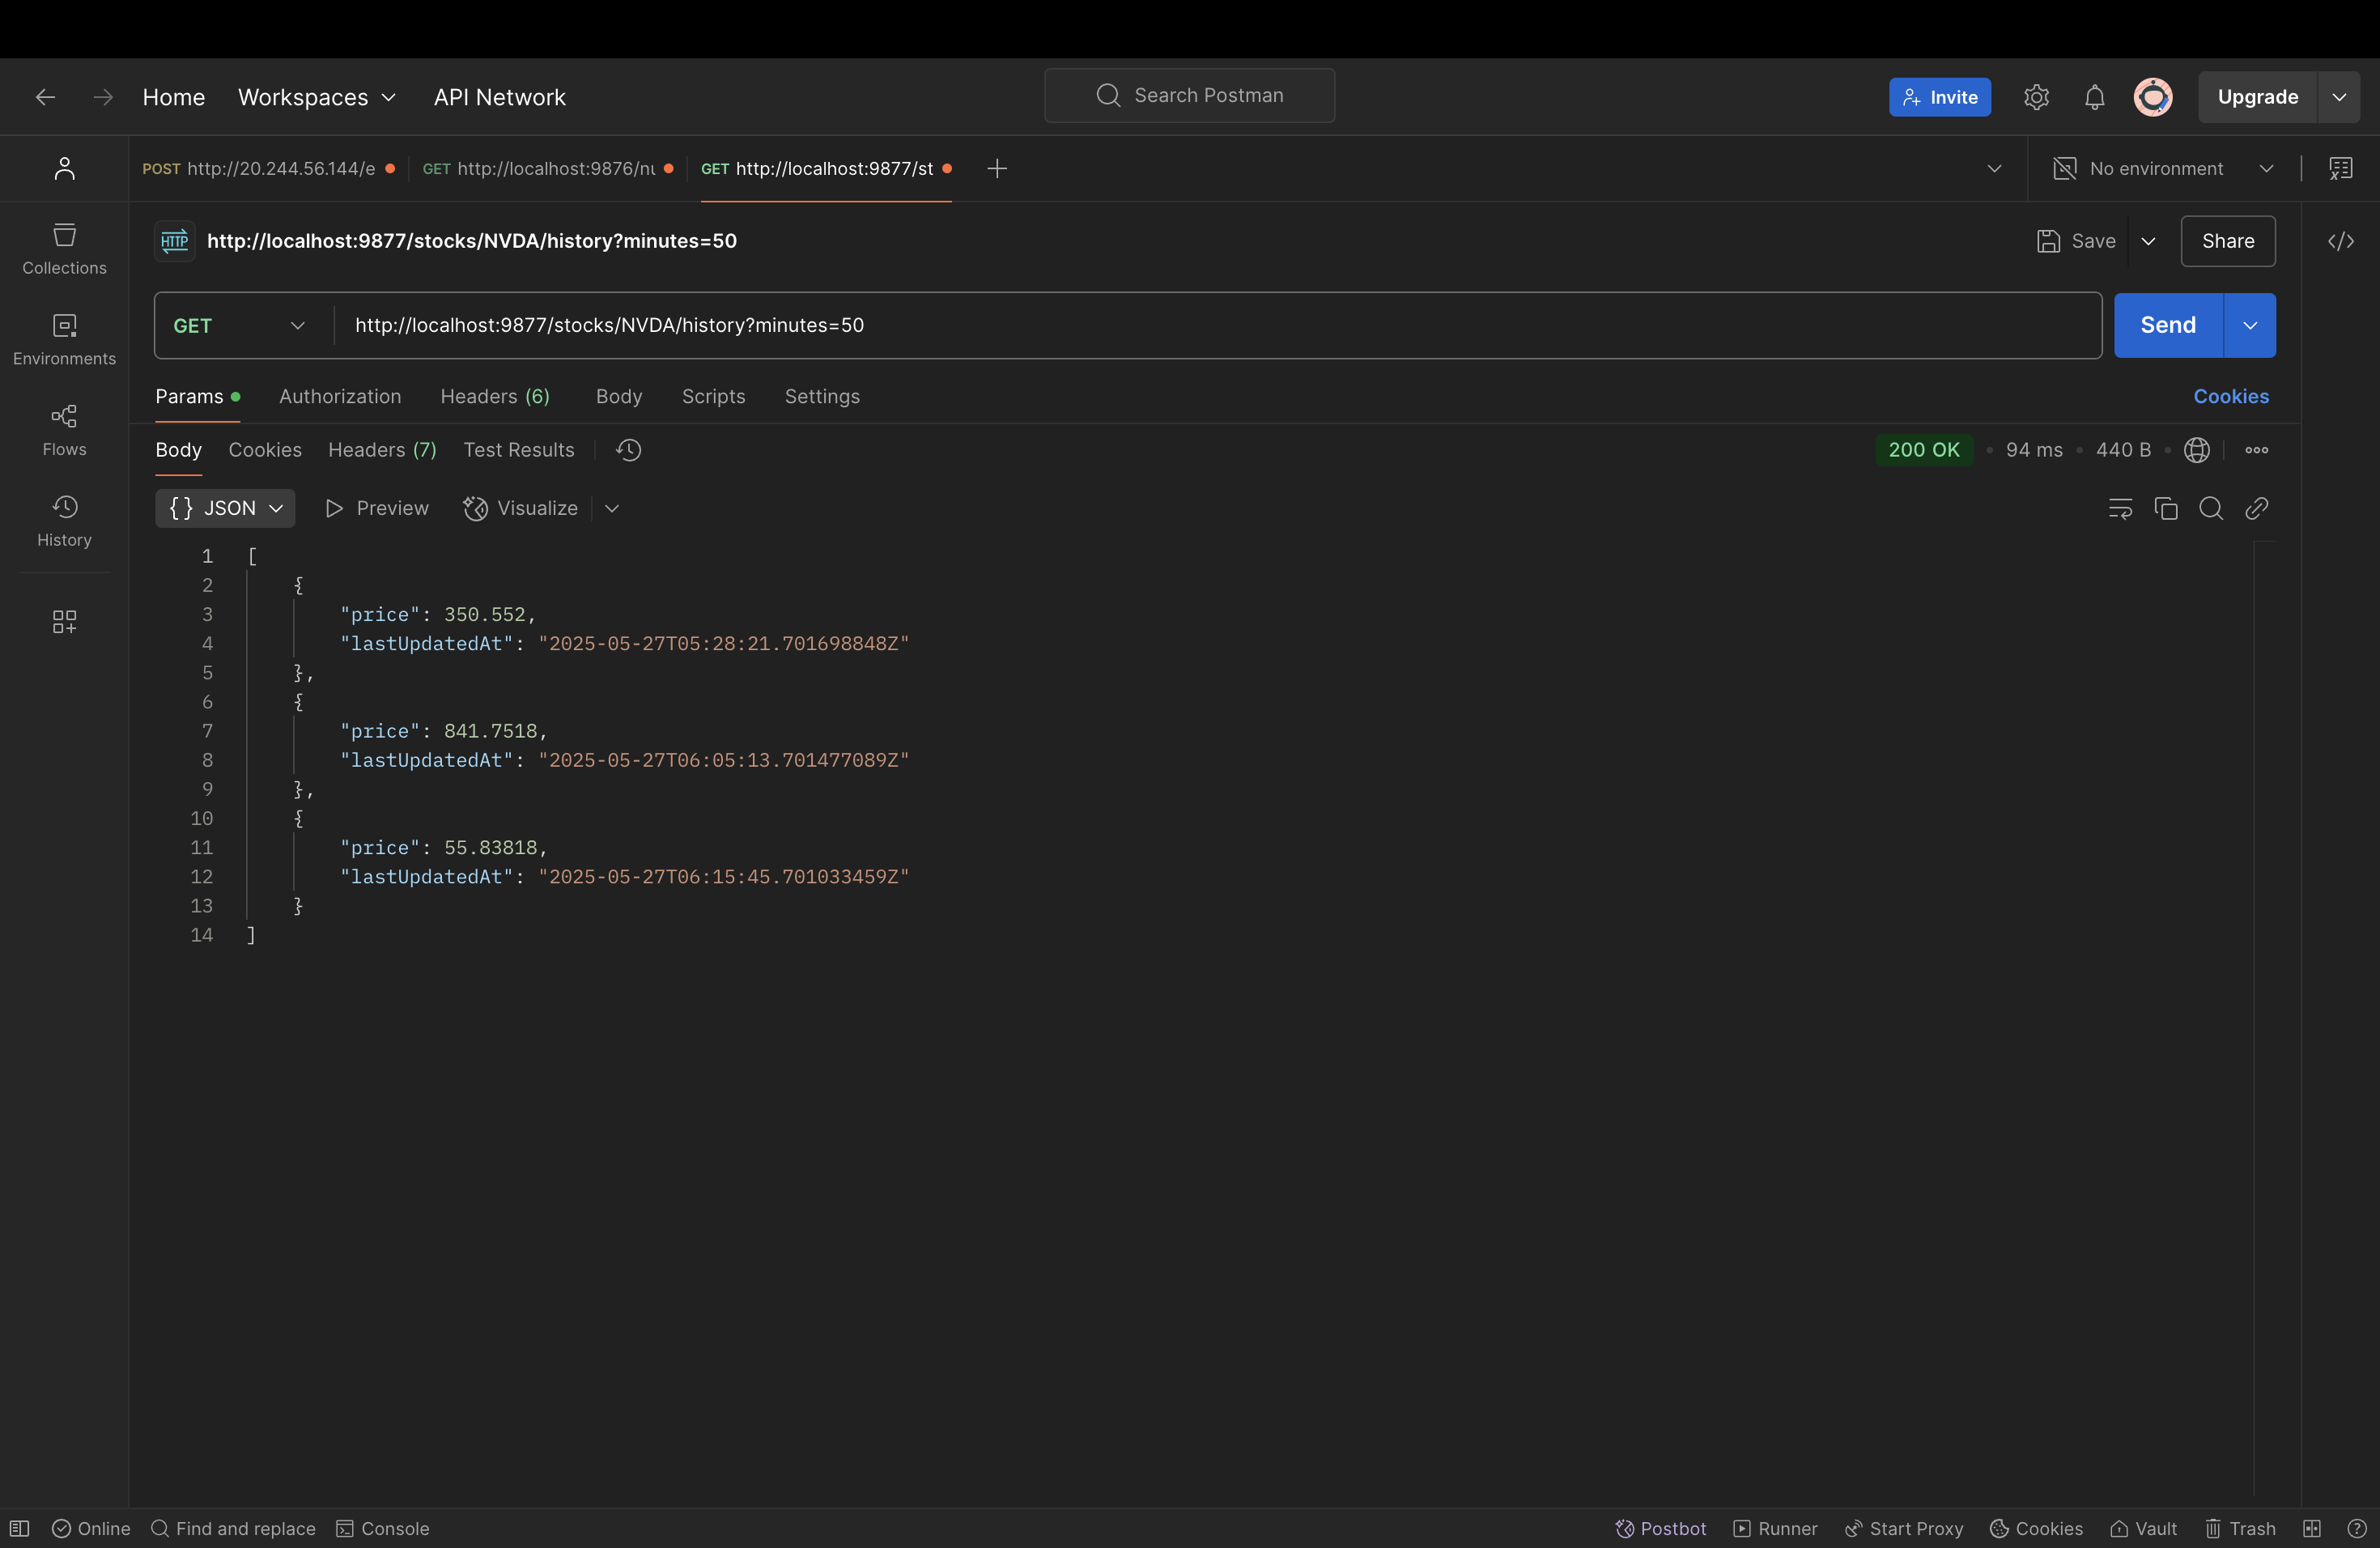 Home Workspaces API Network Search Postman Invite Upgrade
POST http://20.244.56.144/e GET http://localhost:9876/nu GET http://localhost:9877/st No environment
HTTP http://localhost:9877/stocks/NVDA/history?minutes=50 Save Share
Collections
GET http://localhost:9877/stocks/NVDA/history?minutes=50 Send
Environments
Params Authorization Headers (6) Body Scripts Settings Cookies
Flows
Body Cookies Headers (7) Test Results 200 OK • 94 ms • 440 B
{} JSON Preview Visualize
History
1 [
2 {
3 "price": 350.552,
4 "lastUpdatedAt": "2025-05-27T05:28:21.701698848Z"
5 },
6 {
7 "price": 841.7518,
8 "lastUpdatedAt": "2025-05-27T06:05:13.701477089Z"
9 },
10 {
11 "price": 55.83818,
12 "lastUpdatedAt": "2025-05-27T06:15:45.701033459Z"
13 }
14 ]
Online Find and replace Console Postbot Runner Start Proxy Cookies Vault Trash